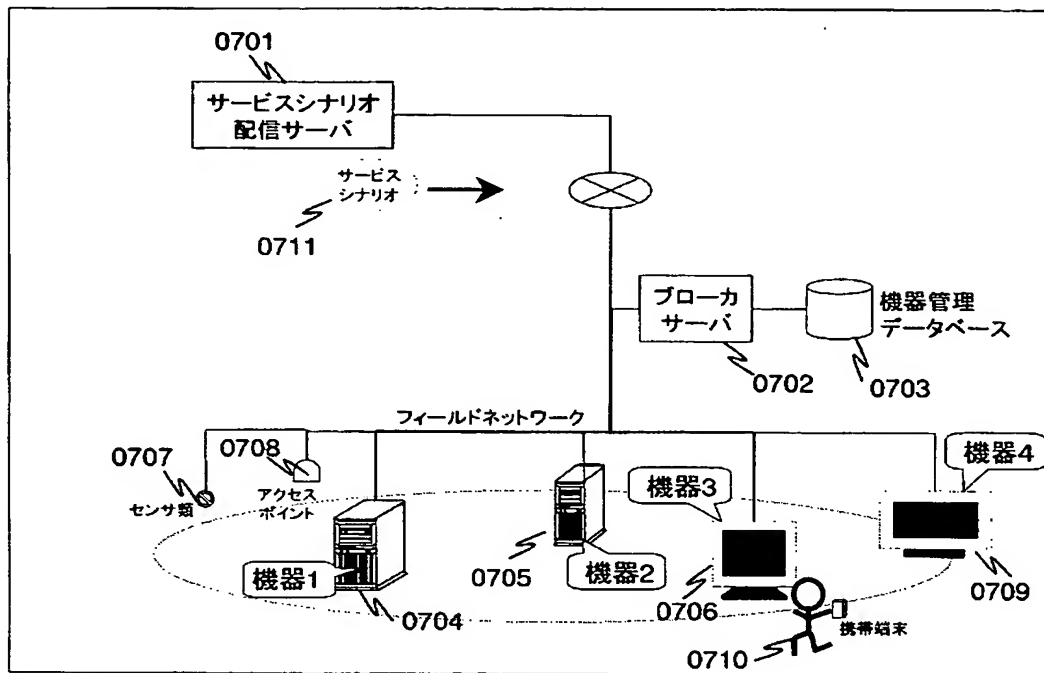 0701
サービスシナリオ
配信サーバ
サービス
シナリオ
0711
ブローカ
サーバ
機器管理
データベース
0702
0703
フィールドネットワーク
0707
0708
センサ類
アクセス
ポイント
機器4
機器3
機器1
0704
0705
機器2
0706
0709
携帯端末
0710